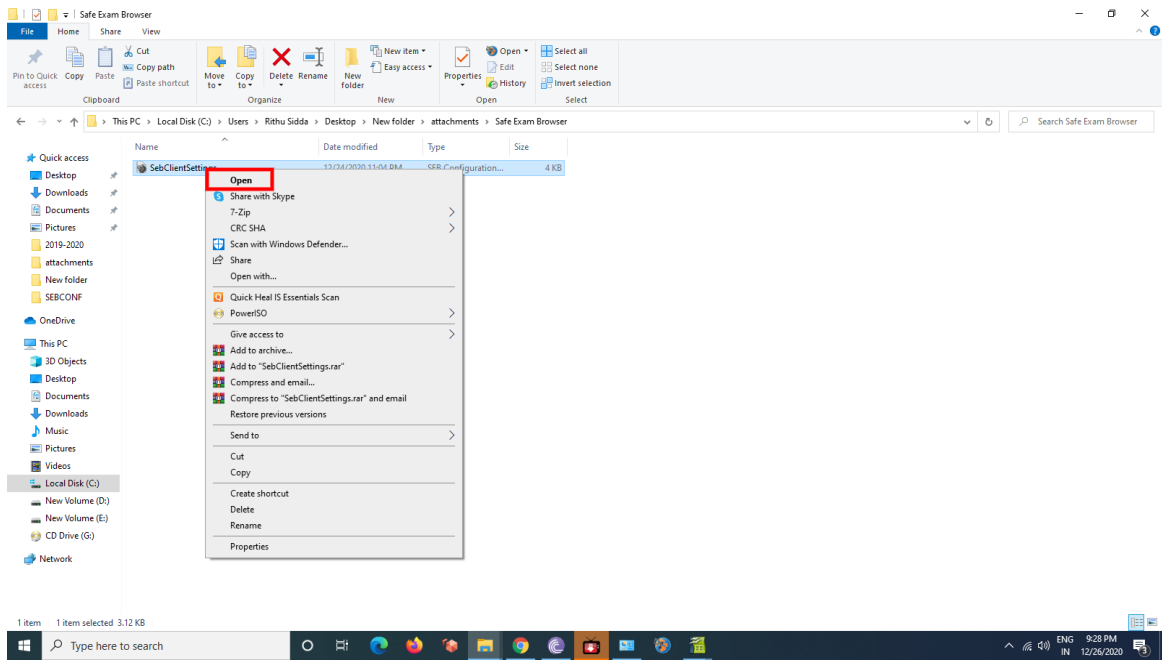 Safe Exam Browser
File Home Share View
Pin to Quick access
Copy
Paste
Cut
Copy path
Paste shortcut
Clipboard
Move to
Copy to
Delete
Rename
Organize
New folder
New item
Easy access
New
Properties
Open
Edit
History
Open
Select all
Select none
Invert selection
Select
This PC > Local Disk (C:) > Users > Rithu Sidda > Desktop > New folder > attachments > Safe Exam Browser
Search Safe Exam Browser
Name Date modified Type Size
SebClientSettings 12/24/2020 11:04 PM SEB Configuration... 4 KB
Quick access
Desktop
Downloads
Documents
Pictures
2019-2020
attachments
New folder
SEBCONF
OneDrive
This PC
3D Objects
Desktop
Documents
Downloads
Music
Pictures
Videos
Local Disk (C:)
New Volume (D:)
New Volume (E:)
CD Drive (G:)
Network
Open
Share with Skype
7-Zip
CRC SHA
Scan with Windows Defender...
Share
Open with...
Quick Heal IS Essentials Scan
PowerISO
Give access to
Add to archive...
Add to "SebClientSettings.rar"
Compress and email...
Compress to "SebClientSettings.rar" and email
Restore previous versions
Send to
Cut
Copy
Create shortcut
Delete
Rename
Properties
1 item 1 item selected 3.12 KB
Type here to search
ENG
IN
9:28 PM
12/26/2020
3